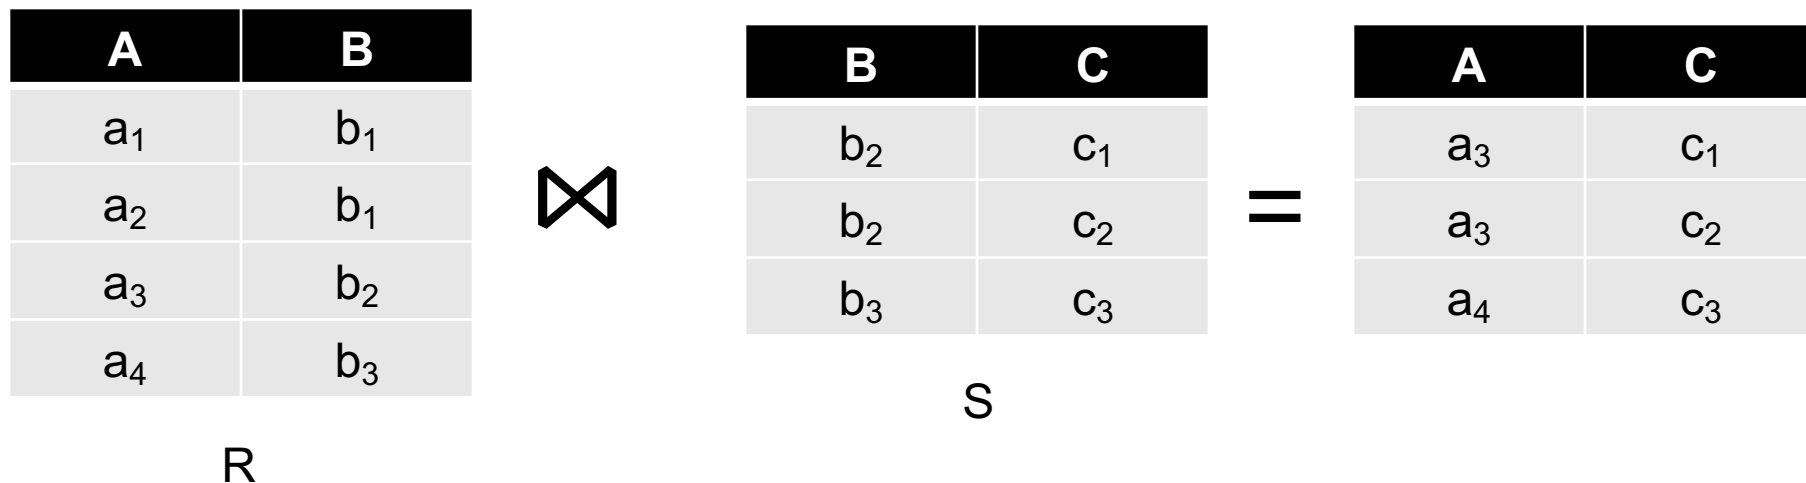 A B
a₁ b₁
a₂ b₁
a₃ b₂
a₄ b₃
R
⋈
B C
b₂ c₁
b₂ c₂
b₃ c₃
S
=
A C
a₃ c₁
a₃ c₂
a₄ c₃